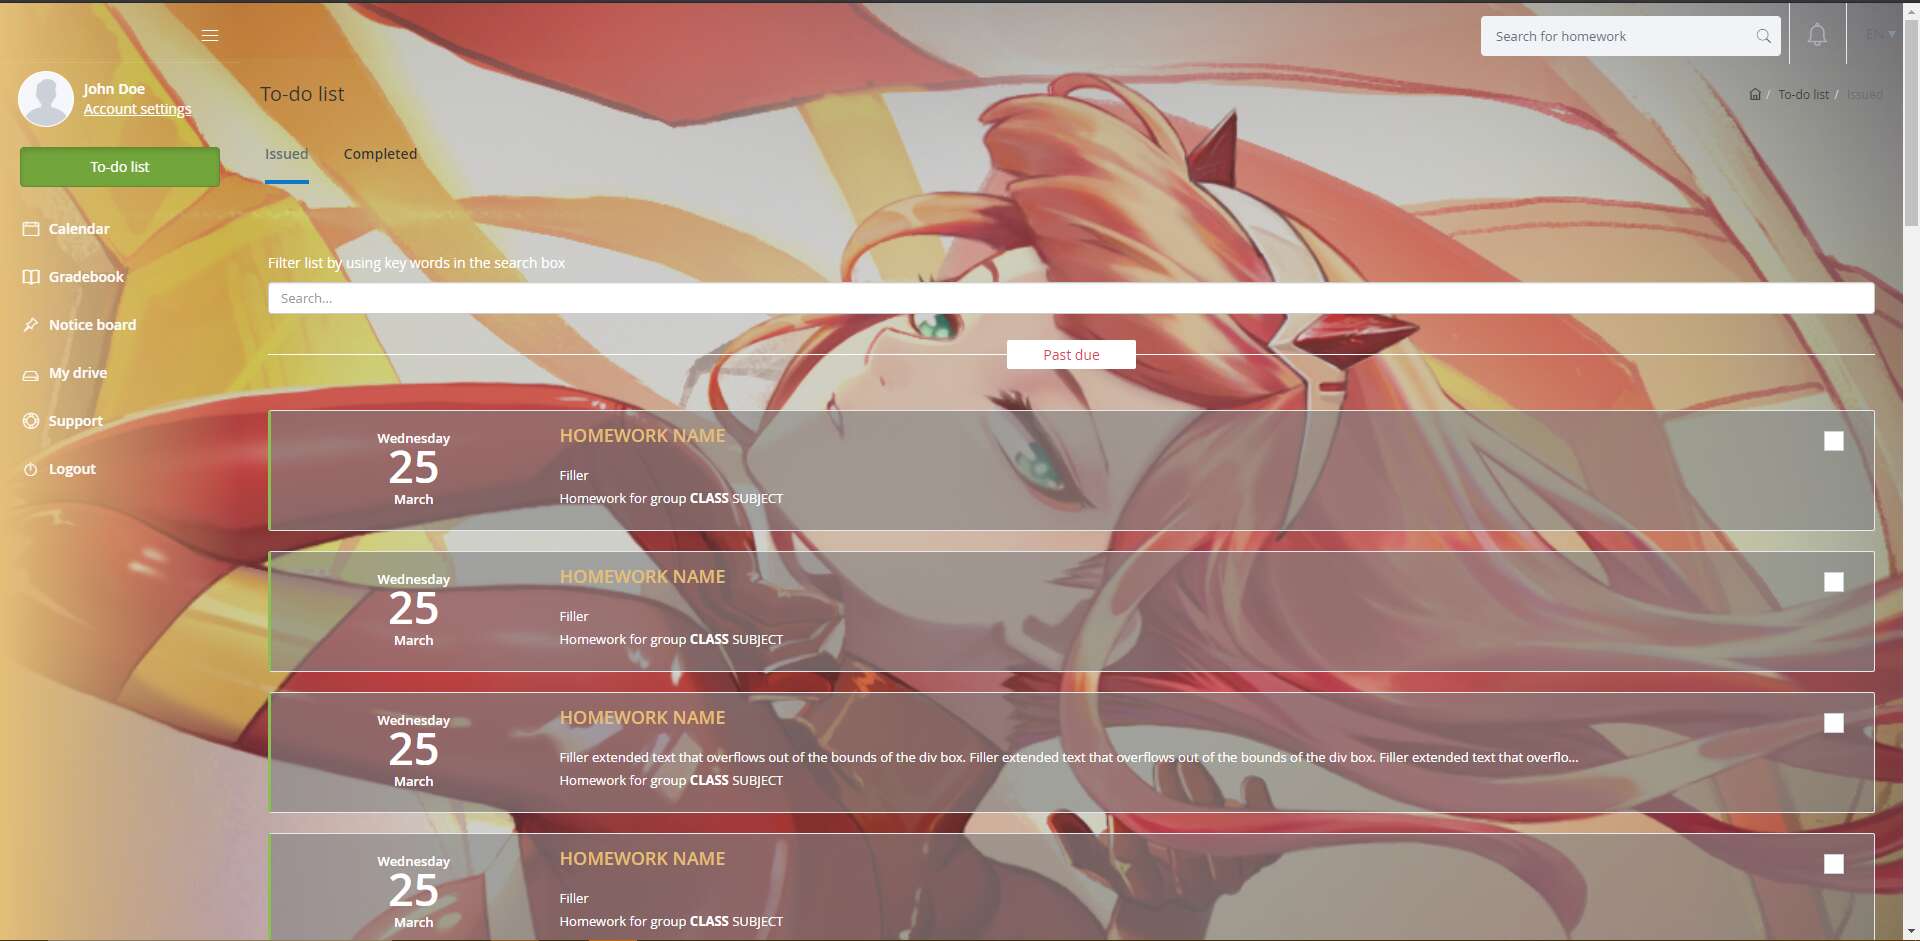 Search for homework
EN
John Doe
Account settings
To-do list
To-do list / Issued
To-do list
Issued
Completed
Calendar
Gradebook
Notice board
My drive
Support
Logout
Filter list by using key words in the search box
Search...
Past due
Wednesday
25
March
HOMEWORK NAME
Filler
Homework for group CLASS SUBJECT
Wednesday
25
March
HOMEWORK NAME
Filler
Homework for group CLASS SUBJECT
Wednesday
25
March
HOMEWORK NAME
Filler extended text that overflows out of the bounds of the div box. Filler extended text that overflows out of the bounds of the div box. Filler extended text that overflo...
Homework for group CLASS SUBJECT
Wednesday
25
March
HOMEWORK NAME
Filler
Homework for group CLASS SUBJECT